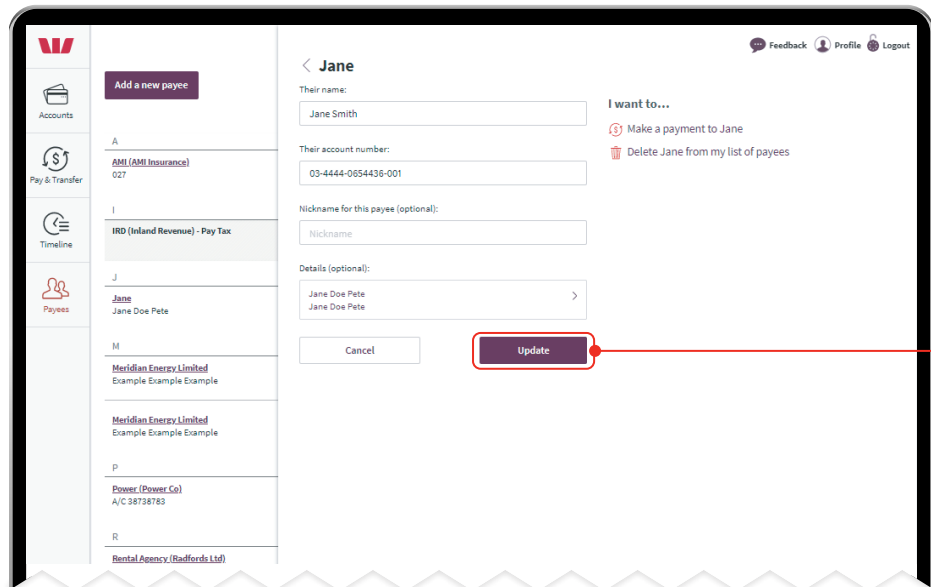 Feedback Profile Logout
Accounts
Pay & Transfer
Timeline
Payees
Add a new payee
A
AMI (AMI Insurance)
027
I
IRD (Inland Revenue) - Pay Tax
J
Jane
Jane Doe Pete
M
Meridian Energy Limited
Example Example Example
Meridian Energy Limited
Example Example Example
P
Power (Power Co)
A/C 38738783
R
Rental Agency (Radfords Ltd)
Jane
Their name:
Jane Smith
Their account number:
03-4444-0654436-001
Nickname for this payee (optional):
Nickname
Details (optional):
Jane Doe Pete
Jane Doe Pete
Cancel
Update
I want to...
Make a payment to Jane
Delete Jane from my list of payees